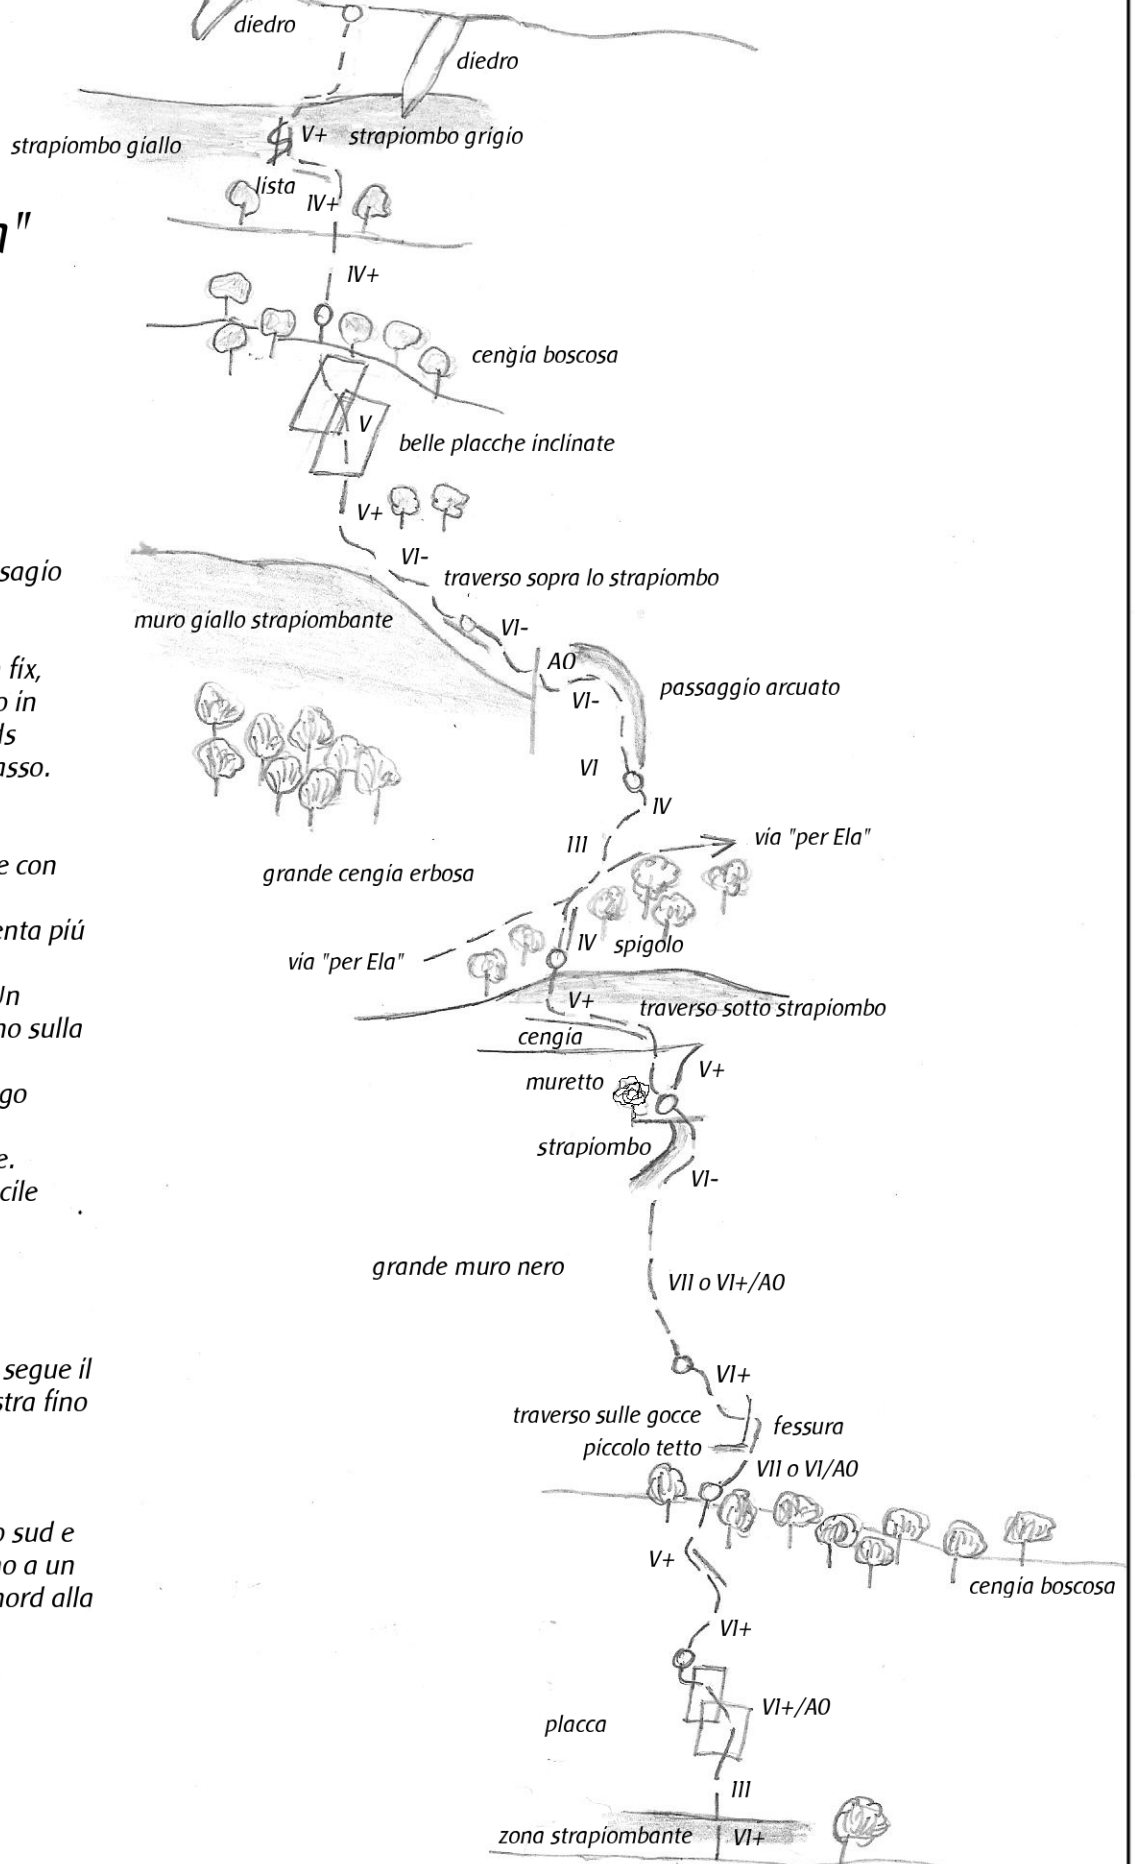 diedro
diedro
strapiombo giallo
V+
strapiombo grigio
lista
IV+
"
IV+
cengia boscosa
V
belle placche inclinate
V+
VI-
traverso sopra lo strapiombo
sagio
muro giallo strapiombante
VI-
A0
fix,
passaggio arcuato
VI-
o in
ls
asso.
VI
IV
III
via "per Ela"
e con
grande cengia erbosa
enta piú
IV spigolo
via "per Ela"
Un
V+
traverso sotto strapiombo
no sulla
cengia
V+
muretto
go
strapiombo
e.
VI-
cile
grande muro nero
VII o VI+/A0
segue il
VI+
stra fino
traverso sulle gocce
fessura
piccolo tetto
VII o VI/A0
o sud e
V+
no a un
cengia boscosa
nord alla
VI+
VI+/A0
placca
III
zona strapiombante
VI+